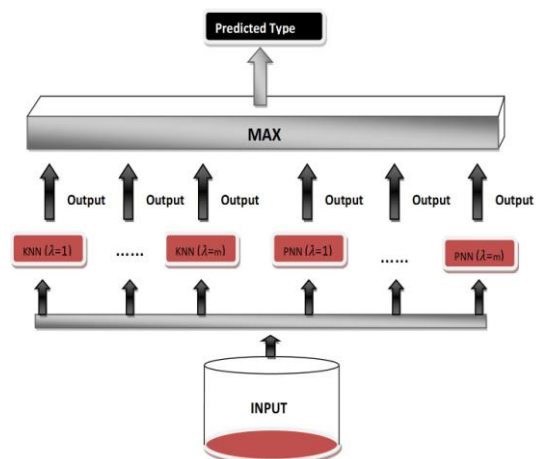 Predicted Type
MAX
Output Output Output Output Output Output
KNN (λ=1) ...... KNN (λ=m) PNN (λ=1) ...... PNN (λ=m)
INPUT